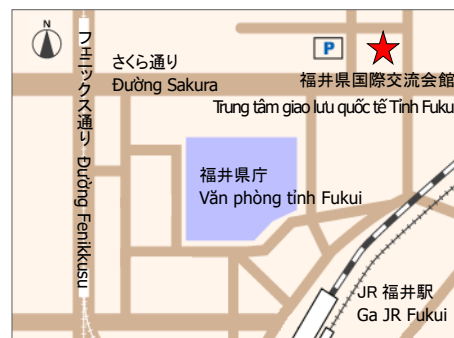 N
P
さくら通り
Đường Sakura
福井県国際交流会館
Trung tâm giao lưu quốc tế Tỉnh Fuku
フェニックス通り Đường Fenikkusu
福井県庁
Văn phòng tỉnh Fukui
JR 福井駅
Ga JR Fukui